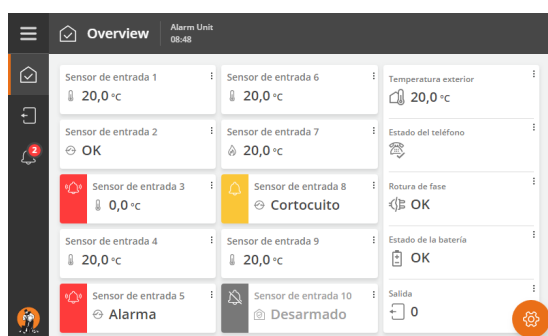 Overview
Alarm Unit
08:48
2
Sensor de entrada 1
20,0 °C
Sensor de entrada 2
OK
Sensor de entrada 3
0,0 °C
Sensor de entrada 4
20,0 °C
Sensor de entrada 5
Alarma
Sensor de entrada 6
20,0 °C
Sensor de entrada 7
20,0 °C
Sensor de entrada 8
Cortocuito
Sensor de entrada 9
20,0 °C
Sensor de entrada 10
Desarmado
Temperatura exterior
20,0 °C
Estado del teléfono
Rotura de fase
OK
Estado de la batería
OK
Salida
0